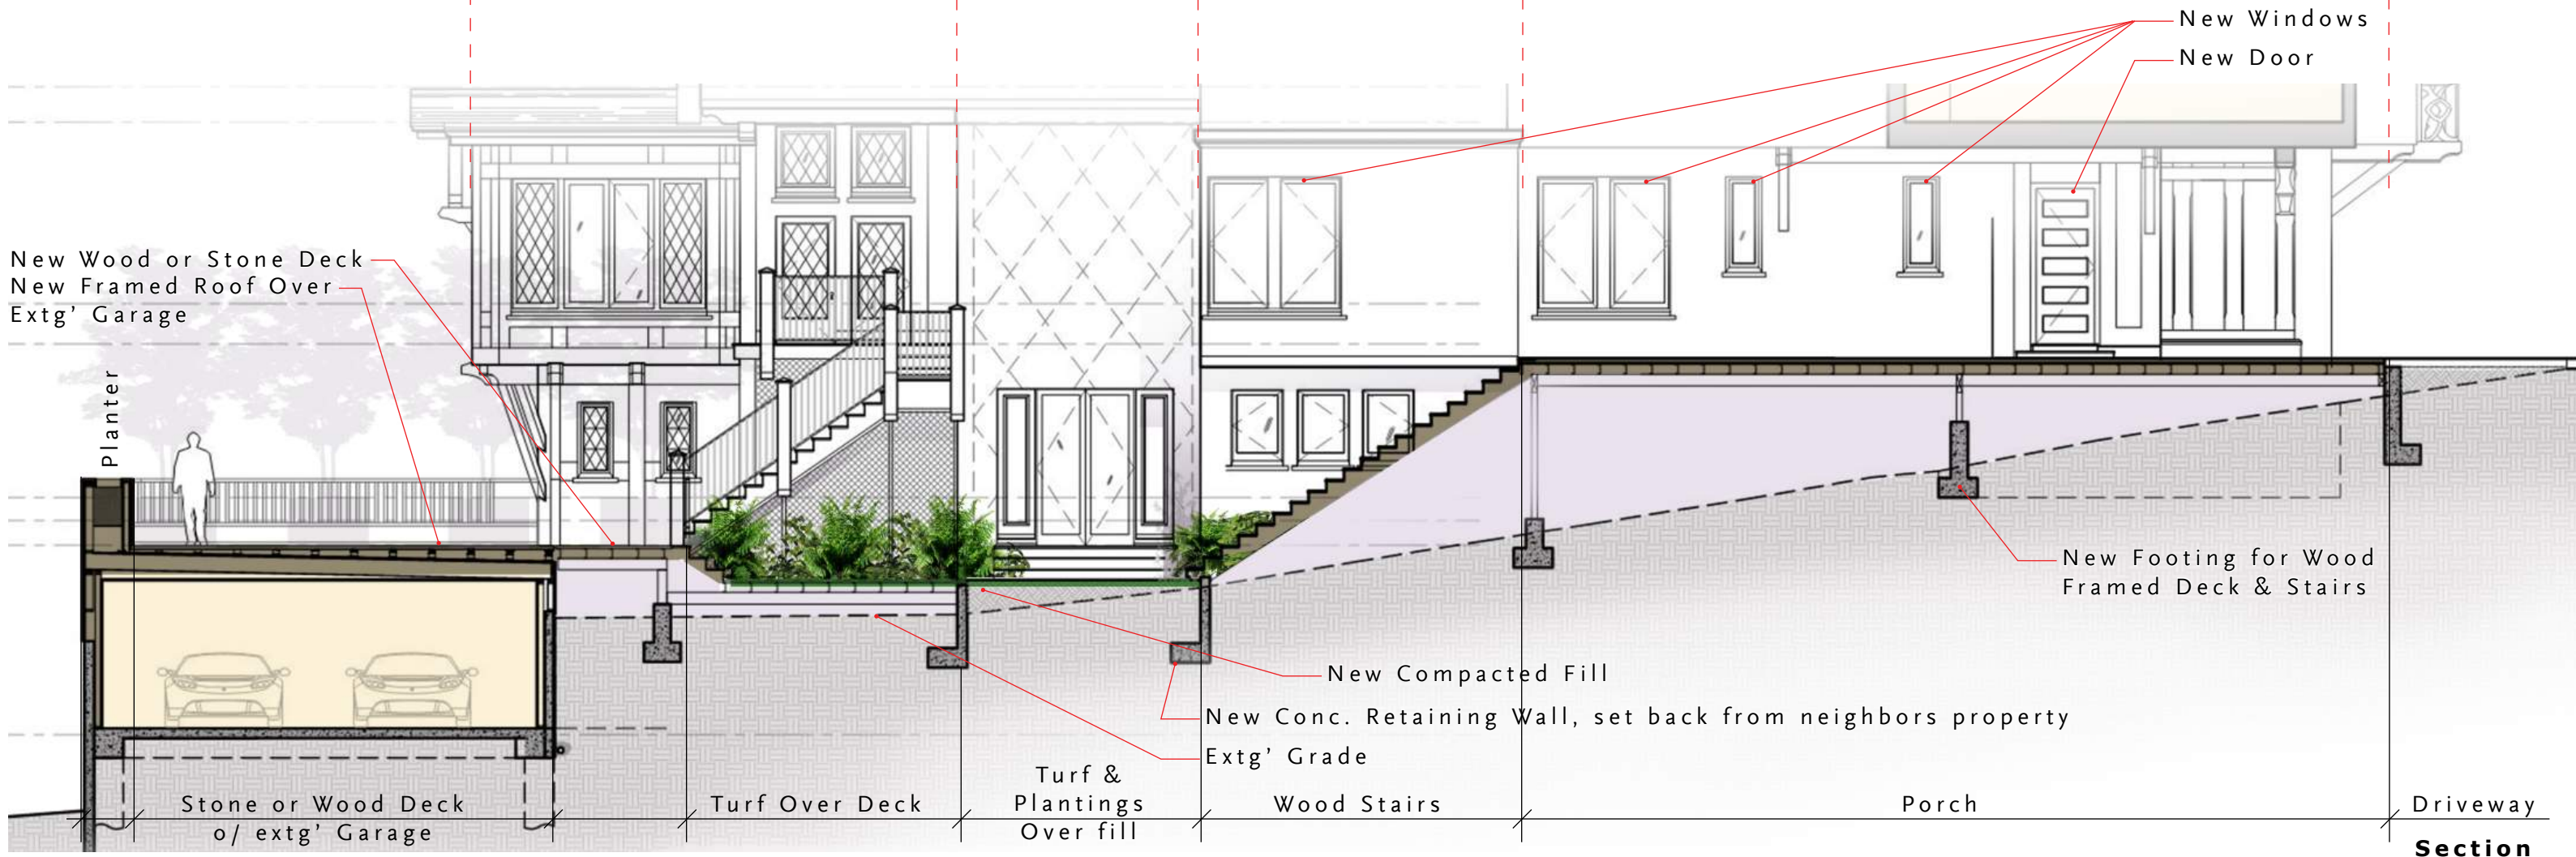 New Windows
New Door
New Wood or Stone Deck
New Framed Roof Over
Extg' Garage
Planter
New Footing for Wood
Framed Deck & Stairs
New Compacted Fill
New Conc. Retaining Wall, set back from neighbors property
Extg' Grade
Stone or Wood Deck
o/ extg' Garage
Turf Over Deck
Turf &
Plantings
Over fill
Wood Stairs
Porch
Driveway
Section